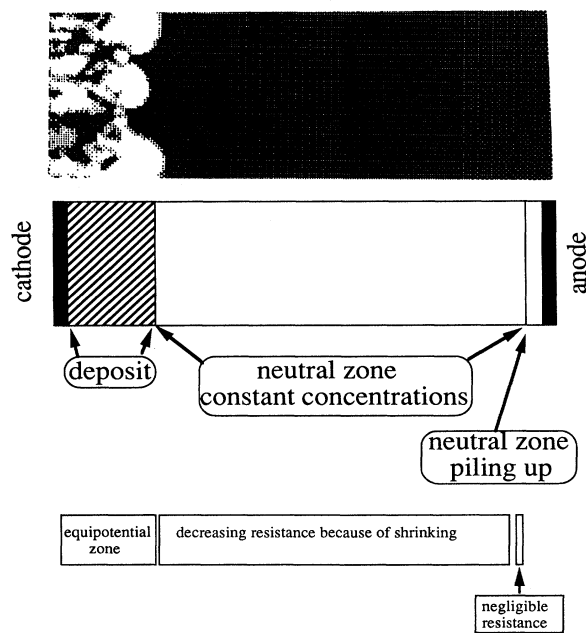 cathode
anode
deposit
neutral zone
constant concentrations
neutral zone
piling up
equipotential
zone
decreasing resistance because of shrinking
negligible
resistance